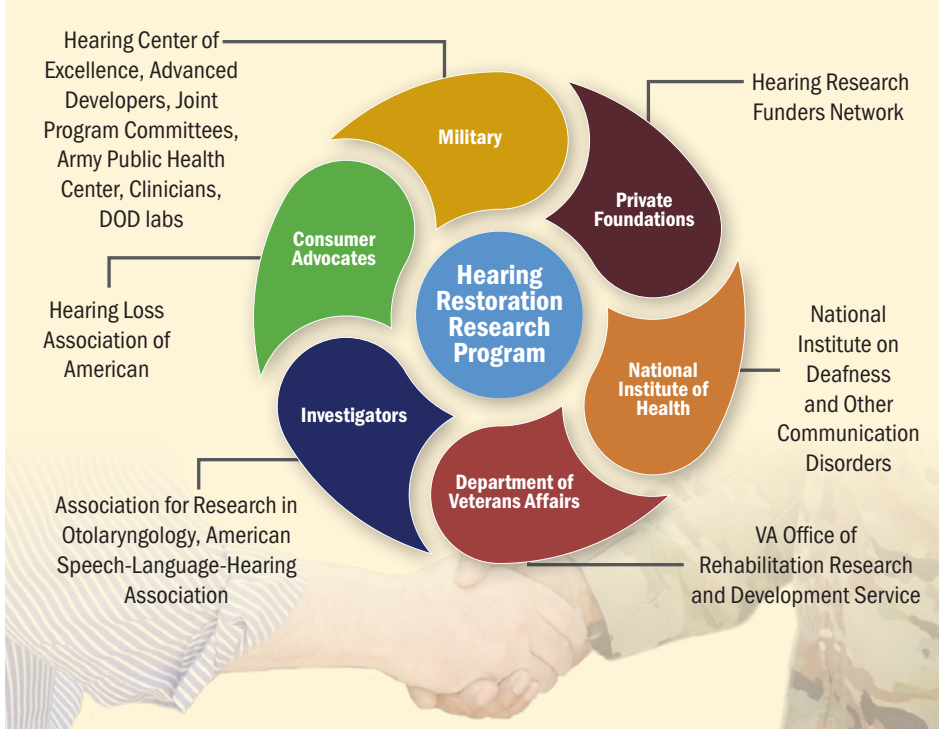 Hearing Center of
Excellence, Advanced
Developers, Joint
Program Committees,
Army Public Health
Center, Clinicians,
DOD labs
Military
Hearing Research
Funders Network
Private
Foundations
Consumer
Advocates
Hearing Loss
Association of
American
Hearing
Restoration
Research
Program
National
Institute of
Health
National
Institute on
Deafness
and Other
Communication
Disorders
Investigators
Association for Research in
Otolaryngology, American
Speech-Language-Hearing
Association
Department of
Veterans Affairs
VA Office of
Rehabilitation Research
and Development Service